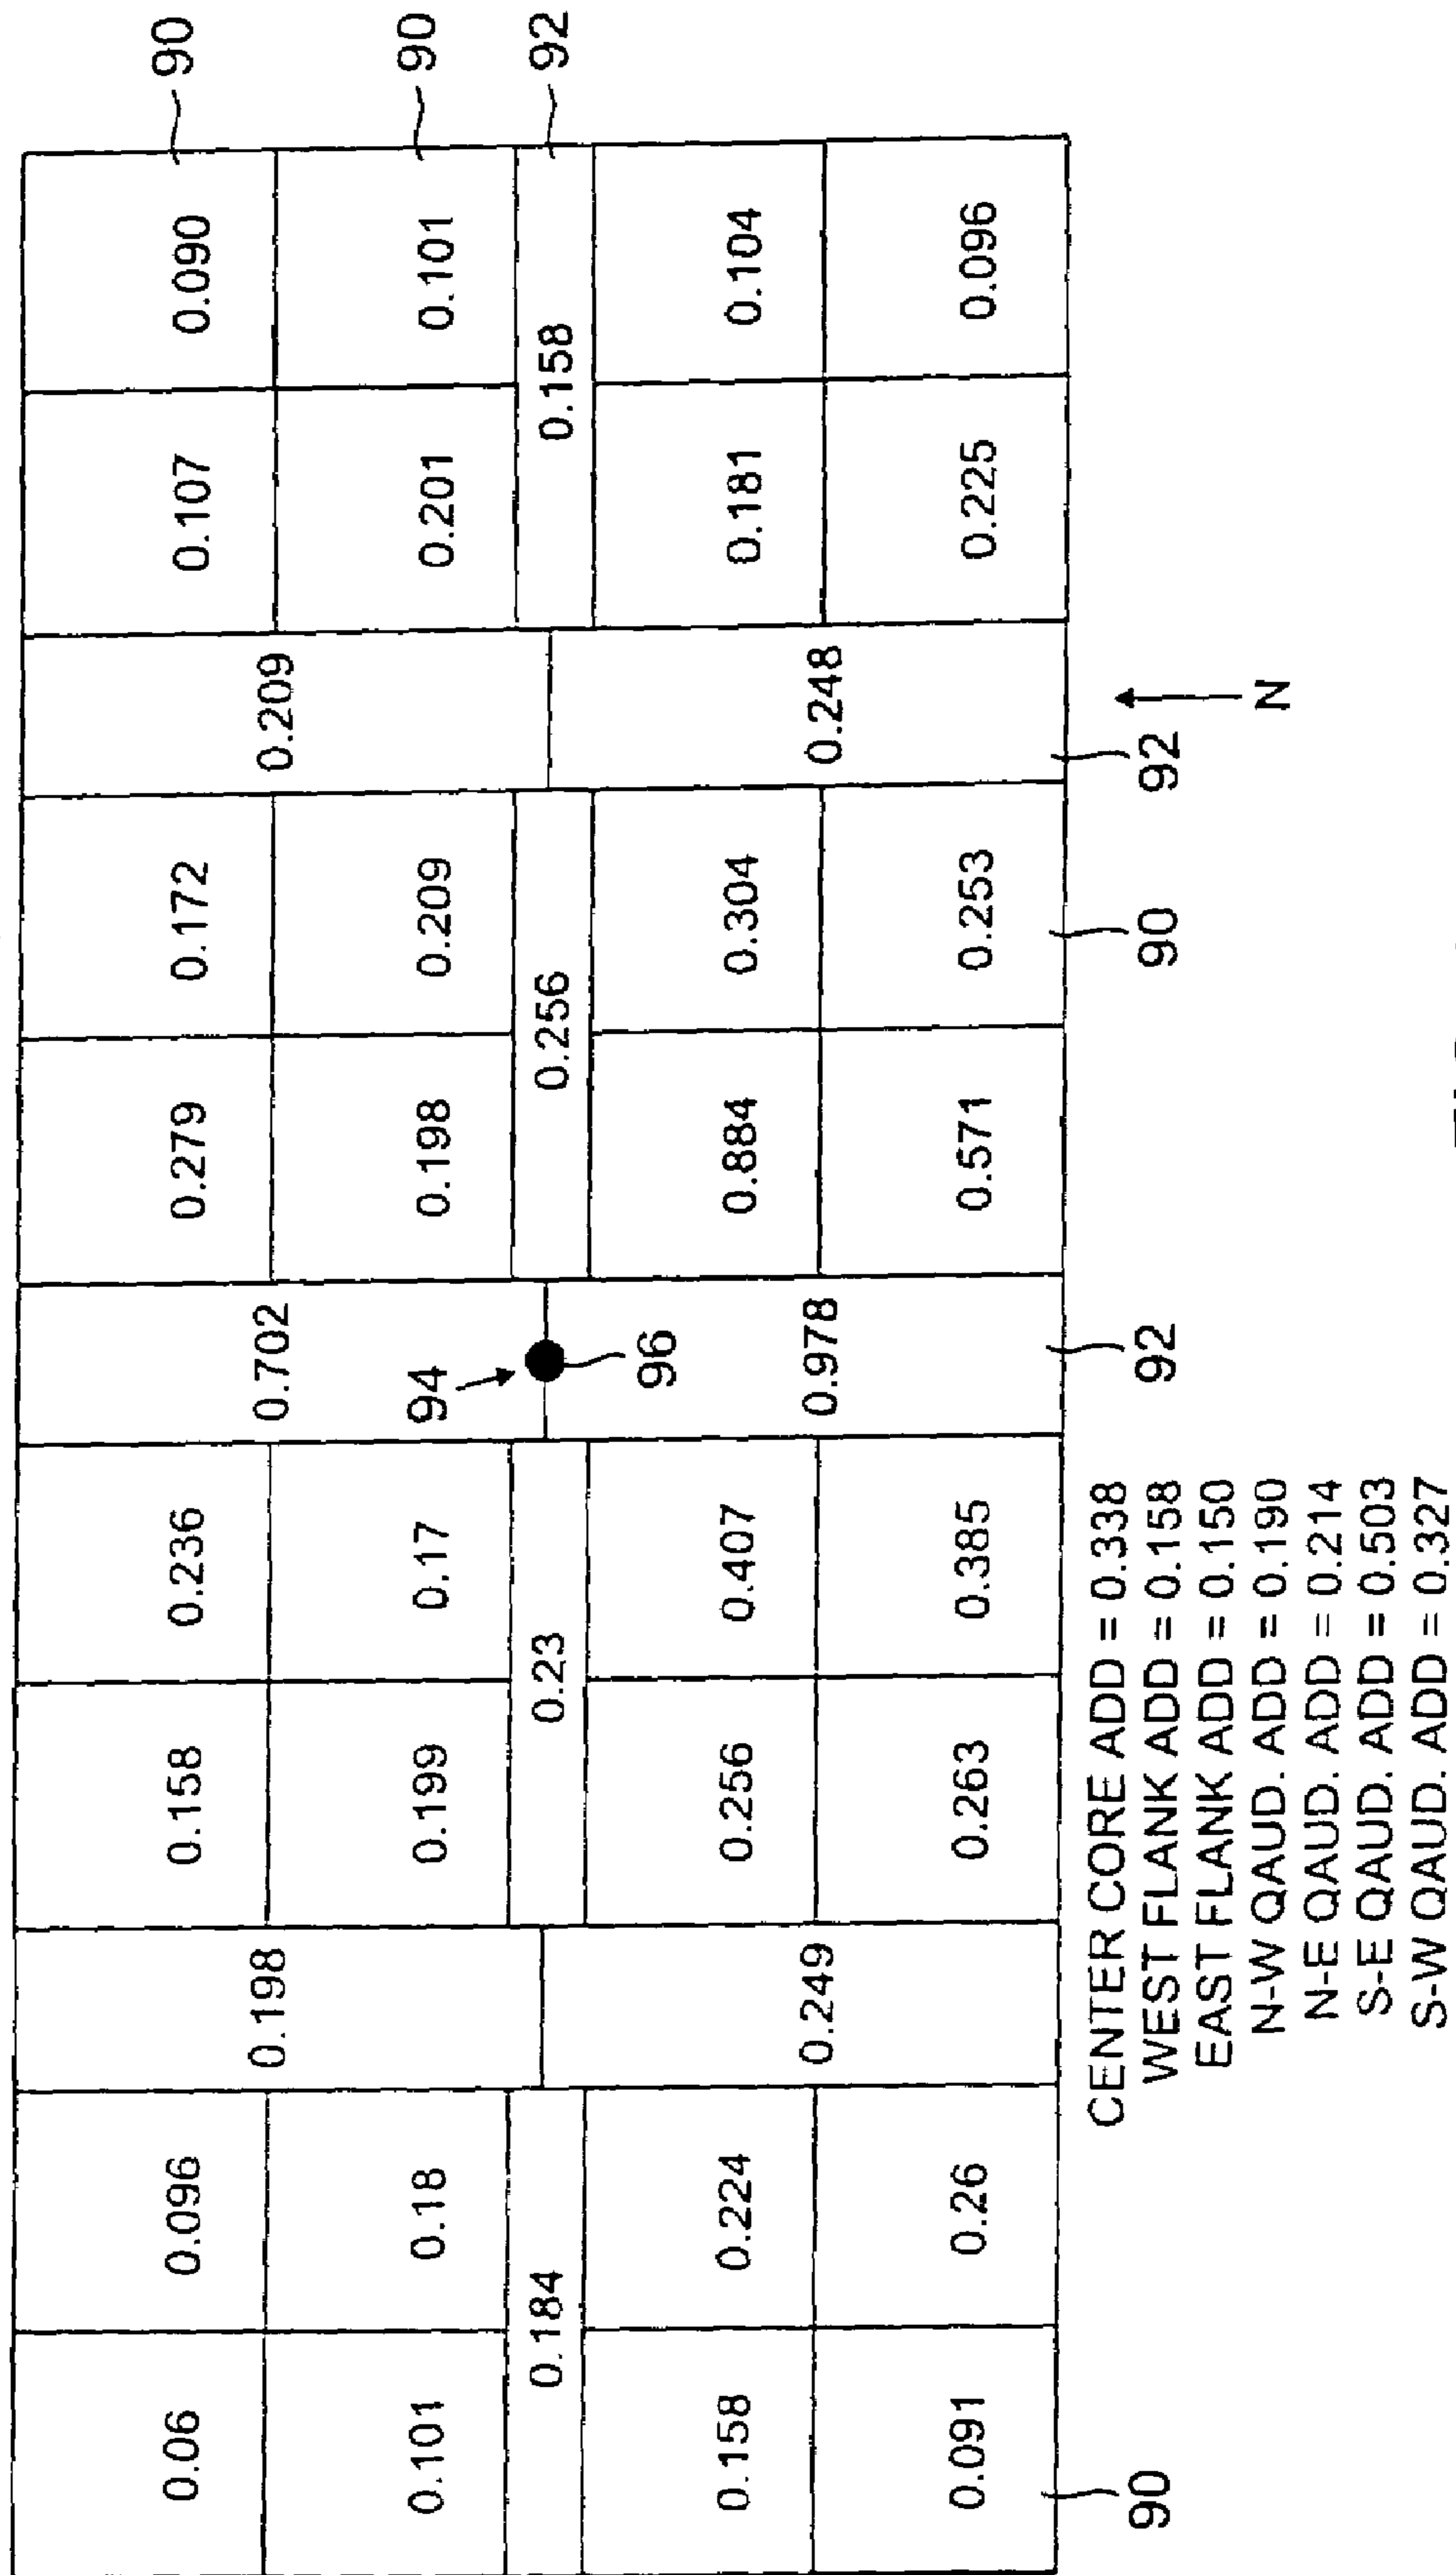 0.06 0.096 0.158 0.236 0.279 0.172 0.107 0.090 90
0.198 0.702 0.209
0.101 0.18 0.199 0.17 94 0.198 0.209 0.201 0.101 90
0.184 0.23 0.256 0.158 92
96
0.158 0.224 0.256 0.407 0.884 0.304 0.181 0.104
0.249 0.978 0.248
0.091 0.26 0.263 0.385 0.571 0.253 0.225 0.096
90 92 90 92
N
CENTER CORE ADD = 0.338
WEST FLANK ADD = 0.158
EAST FLANK ADD = 0.150
N-W QAUD. ADD = 0.190
N-E QAUD. ADD = 0.214
S-E QAUD. ADD = 0.503
S-W QAUD. ADD = 0.327